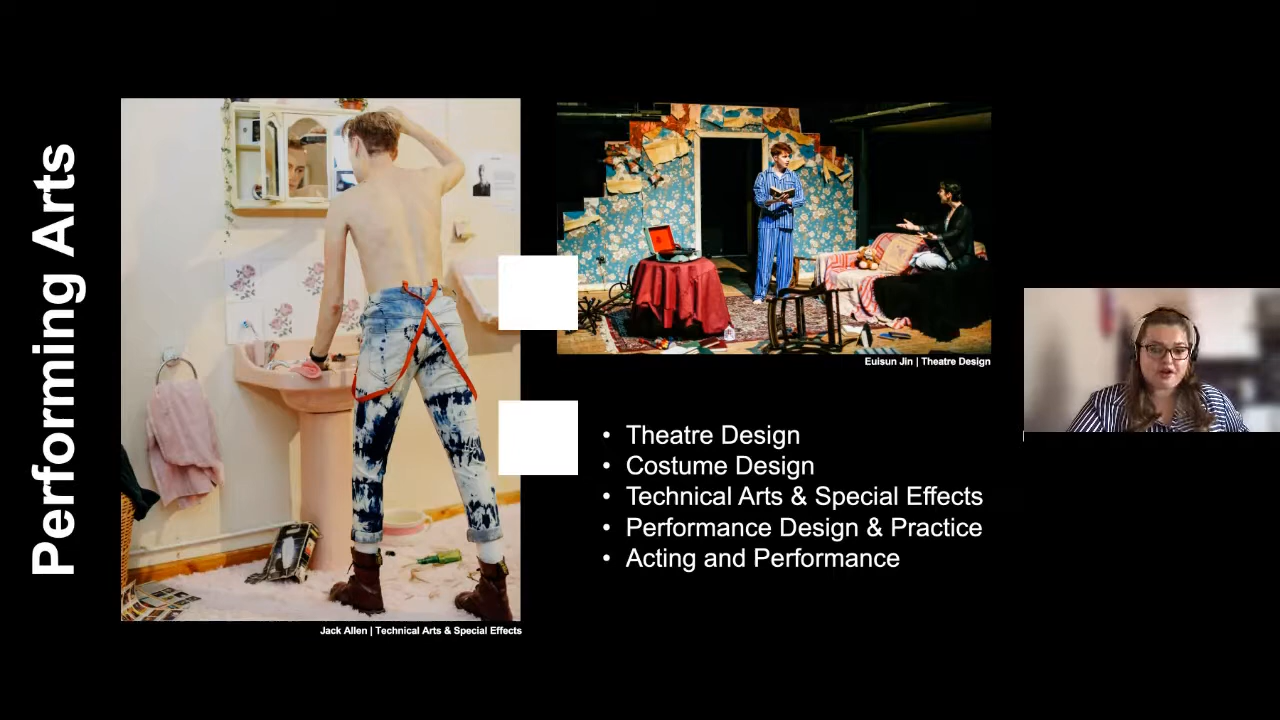 Performing Arts
Euisun Jin | Theatre Design
• Theatre Design
• Costume Design
• Technical Arts & Special Effects
• Performance Design & Practice
• Acting and Performance
Jack Allen | Technical Arts & Special Effects